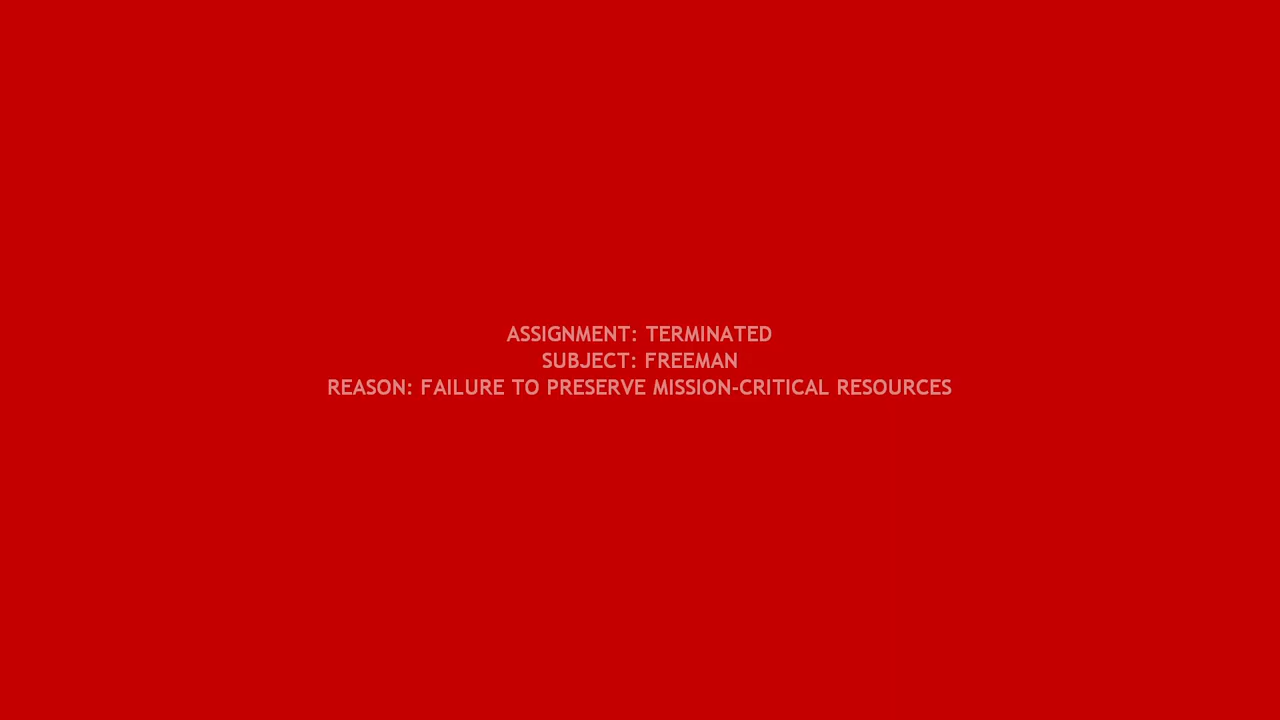 ASSIGNMENT: TERMINATED
SUBJECT: FREEMAN
REASON: FAILURE TO PRESERVE MISSION-CRITICAL RESOURCES